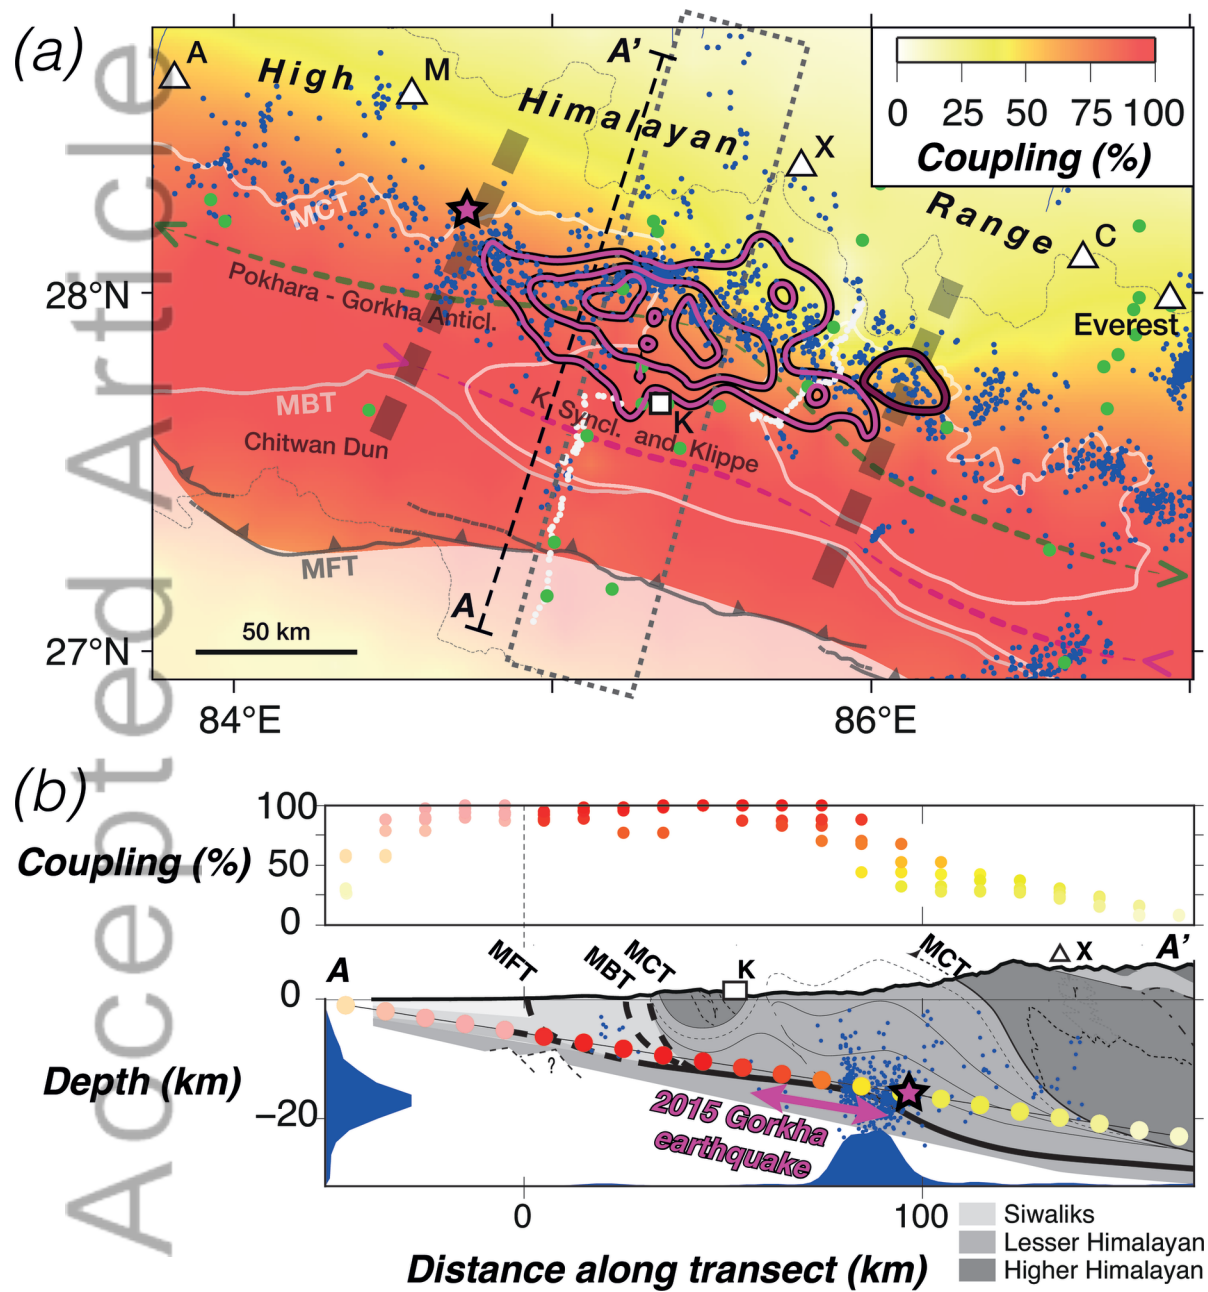 Accepted Article
(a)
A
M
High
Himalayan
Range
A'
X
C
Everest
0 25 50 75 100
Coupling (%)
MCT
Pokhara - Gorkha Anticl.
28°N
MBT
Chitwan Dun
K. Syncl. and Klippe
K
MFT
A
50 km
27°N
84°E
86°E
(b)
100
Coupling (%)
50
0
A
MFT
MBT
MCT
K
MCT
X
A'
0
Depth (km)
−20
?
2015 Gorkha
earthquake
0
100
Distance along transect (km)
Siwaliks
Lesser Himalayan
Higher Himalayan